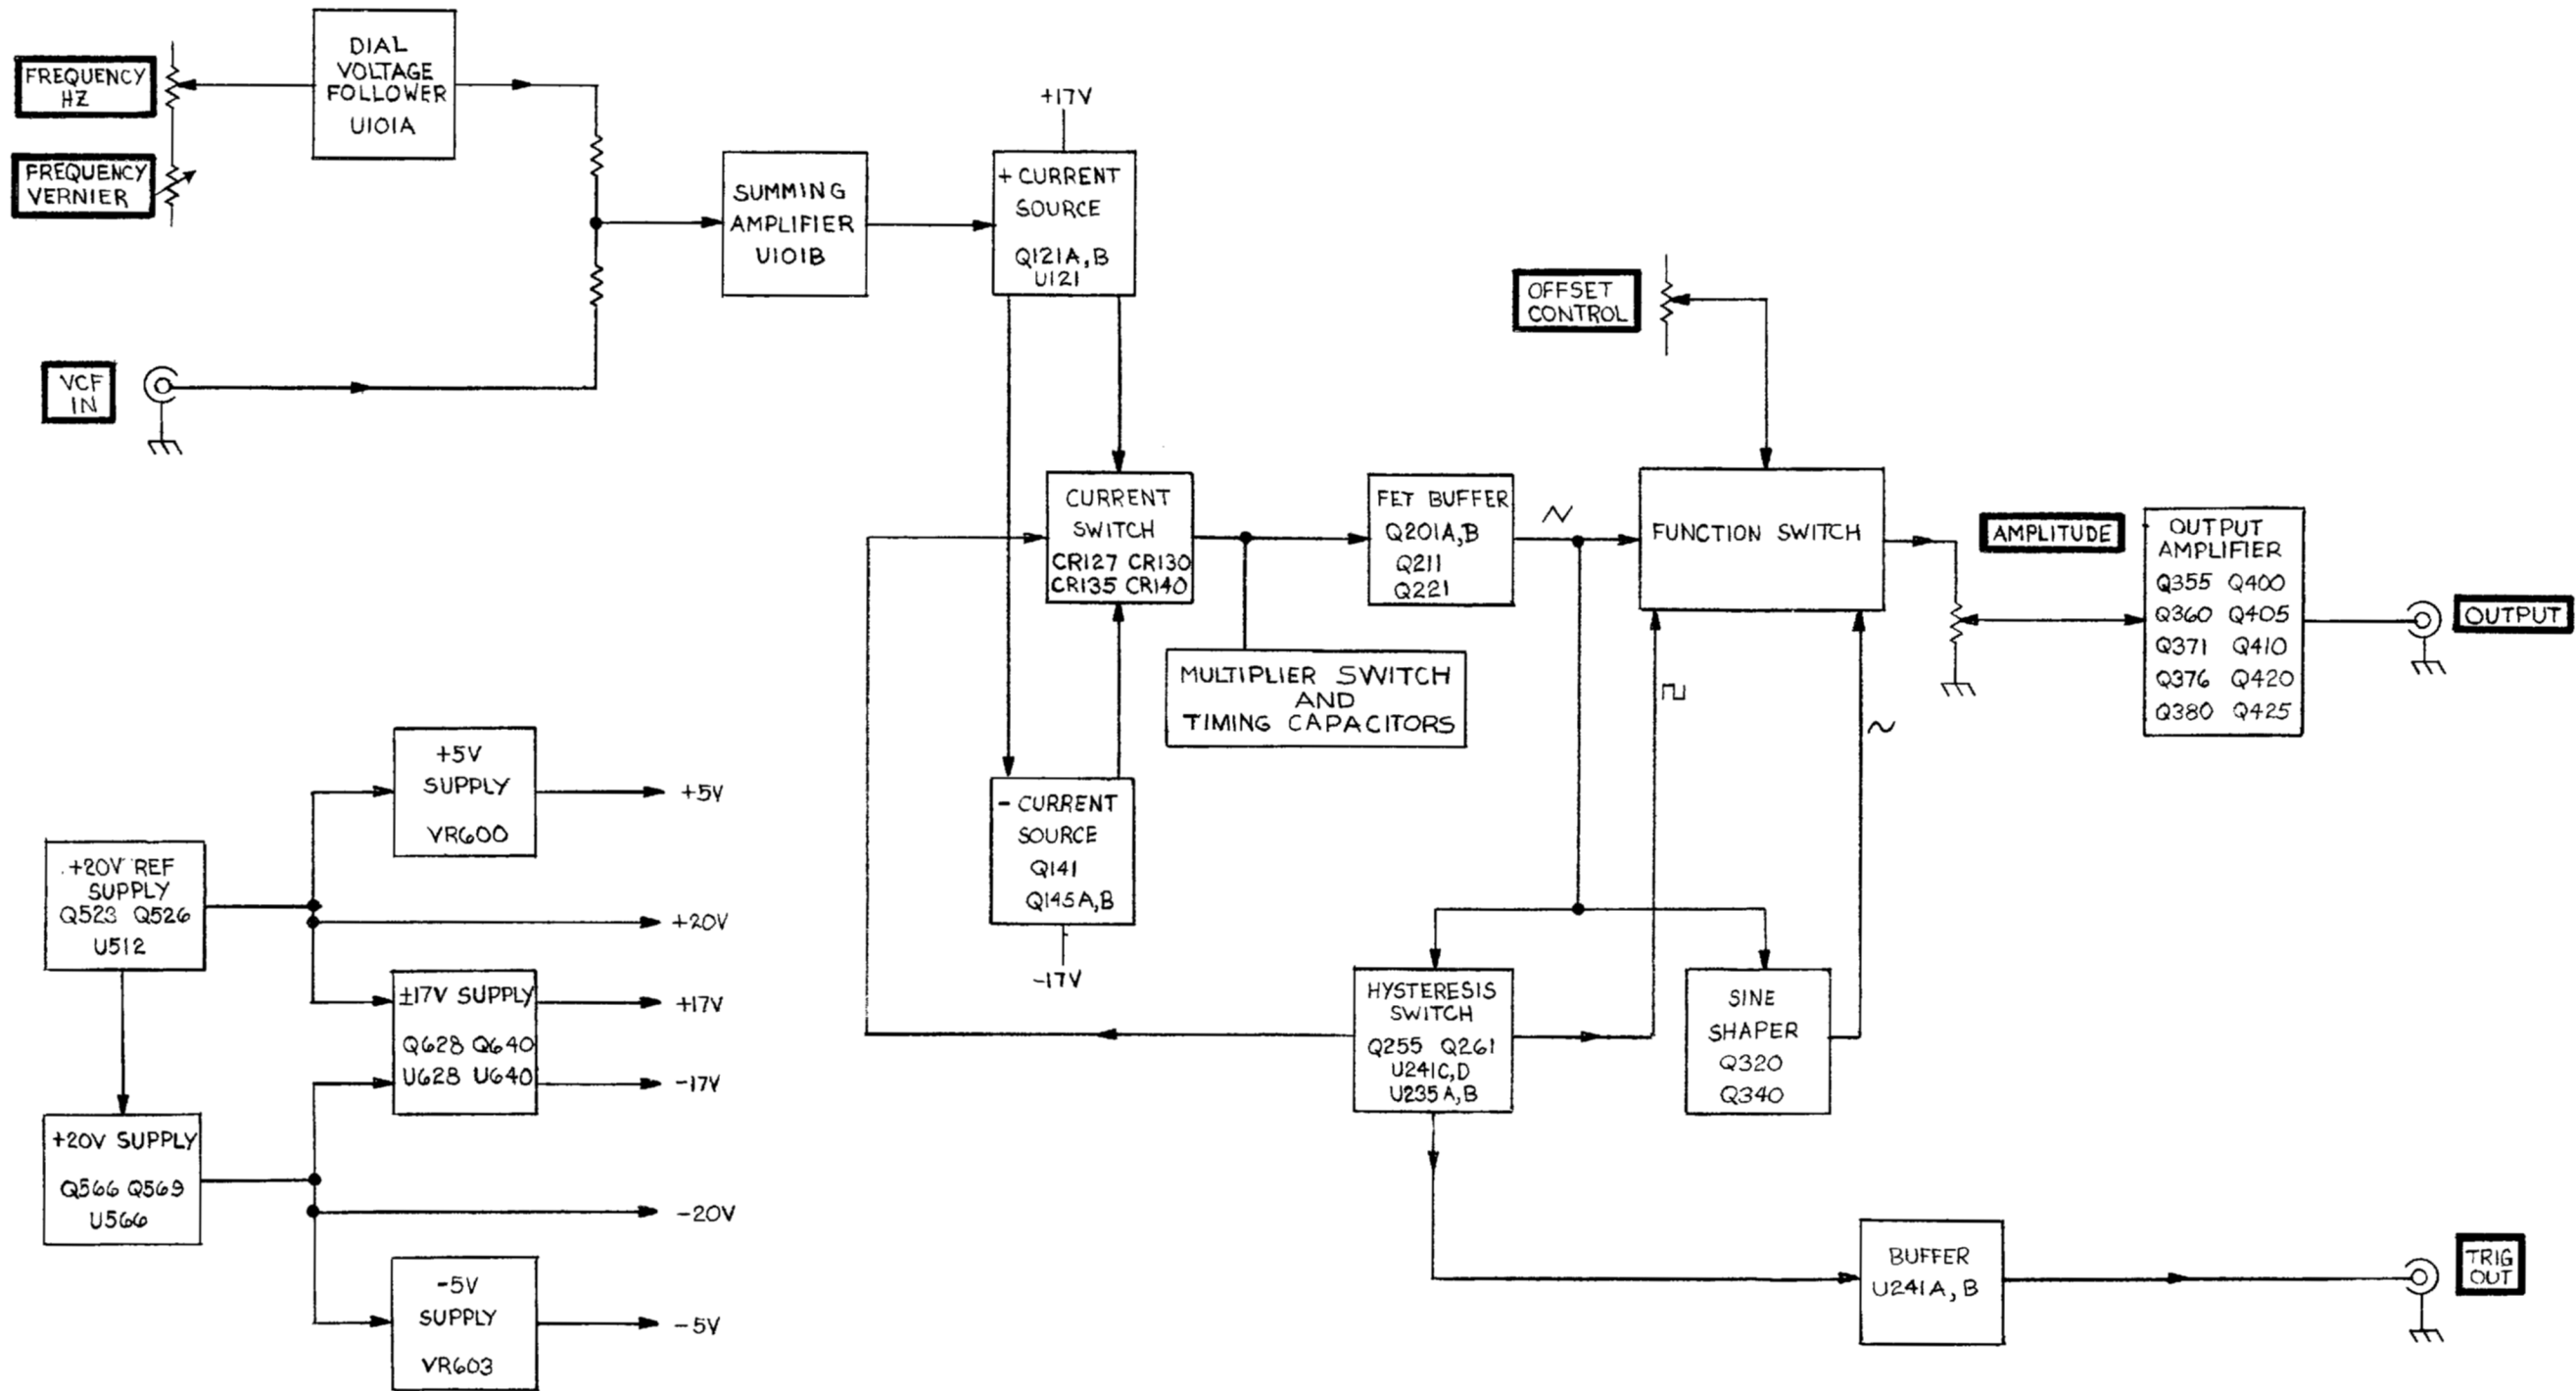 FREQUENCY
HZ
FREQUENCY
VERNIER
DIAL
VOLTAGE
FOLLOWER
U101A
VCF
IN
SUMMING
AMPLIFIER
U101B
+17V
+ CURRENT
SOURCE
Q121A,B
U121
OFFSET
CONTROL
CURRENT
SWITCH
CR127 CR130
CR135 CR140
FET BUFFER
Q201A,B
Q211
Q221
FUNCTION SWITCH
AMPLITUDE
OUTPUT
AMPLIFIER
Q355 Q400
Q360 Q405
Q371 Q410
Q376 Q420
Q380 Q425
OUTPUT
MULTIPLIER SWITCH
AND
TIMING CAPACITORS
- CURRENT
SOURCE
Q141
Q145A,B
-17V
HYSTERESIS
SWITCH
Q255 Q261
U241C,D
U235A,B
SINE
SHAPER
Q320
Q340
BUFFER
U241A,B
TRIG
OUT
+5V
SUPPLY
VR600
+5V
+20V REF
SUPPLY
Q523 Q526
U512
+20V
±17V SUPPLY
Q628 Q640
U628 U640
+17V
-17V
+20V SUPPLY
Q566 Q569
U566
-20V
-5V
SUPPLY
VR603
-5V